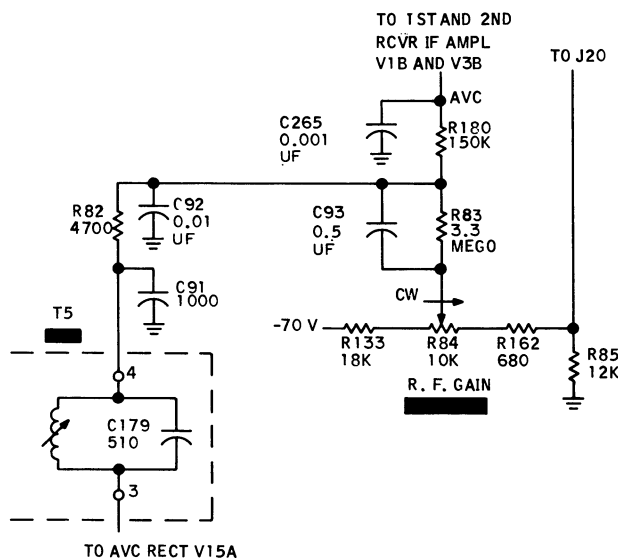 TO 1ST AND 2ND
RCVR IF AMPL
V1B AND V3B
TO J20
AVC
C265
0.001
UF
R180
150K
R82
4700
C92
0.01
UF
C93
0.5
UF
R83
3.3
MEGO
C91
1000
CW
T5
-70 V
R133
18K
R84
10K
R162
680
R85
12K
R. F. GAIN
4
C179
510
3
TO AVC RECT V15A